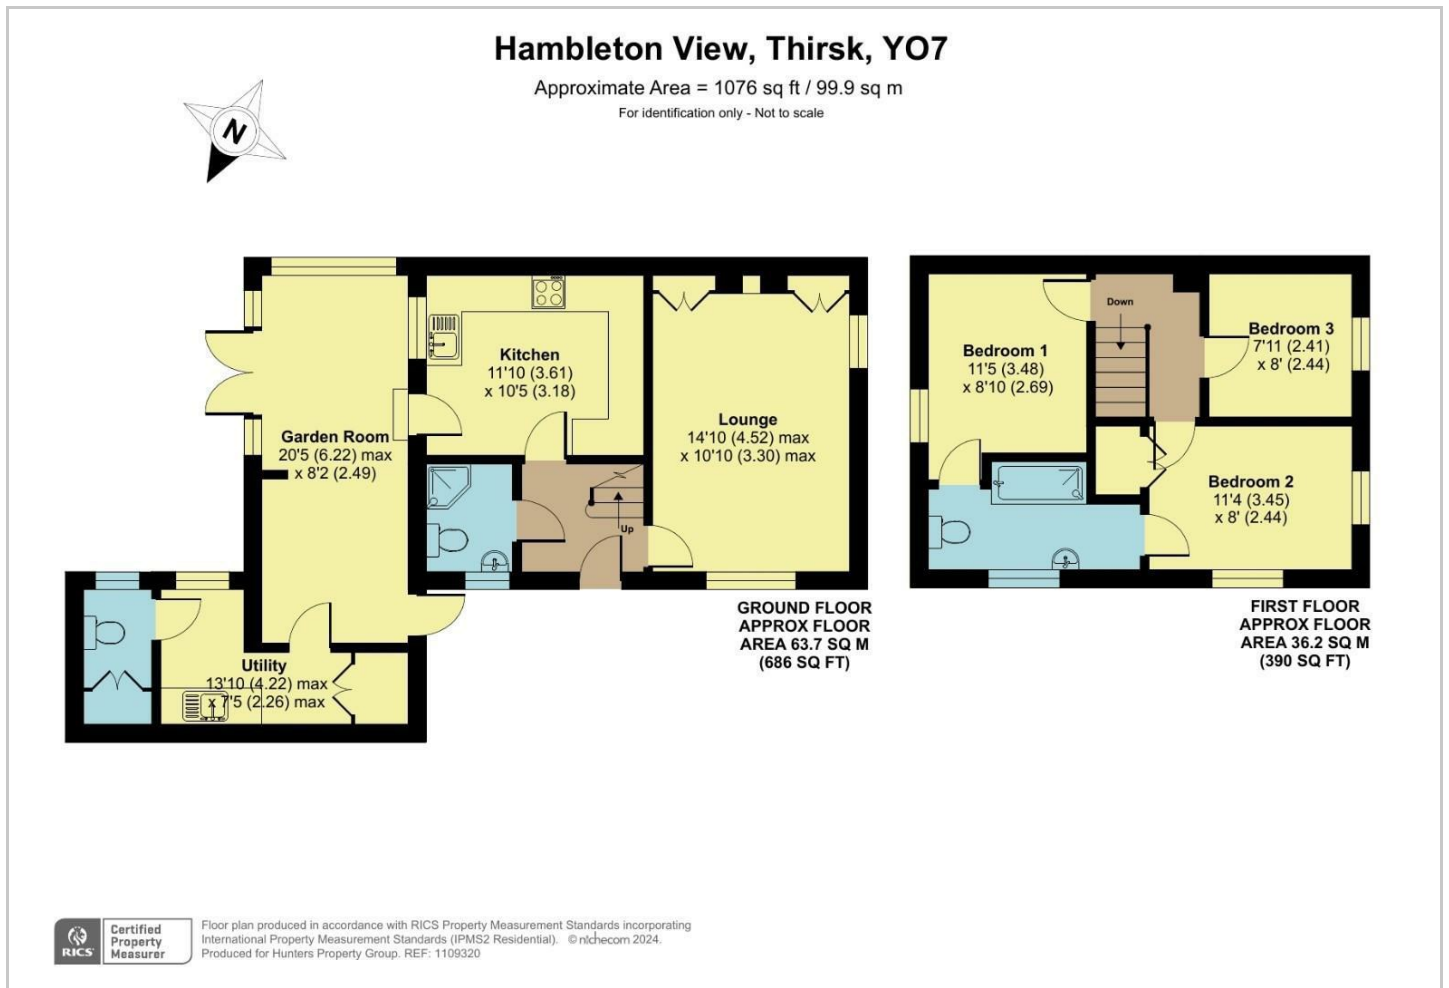 Hambleton View, Thirsk, YO7
Approximate Area = 1076 sq ft / 99.9 sq m
For identification only - Not to scale
N
Kitchen
11'10 (3.61)
x 10'5 (3.18)
Lounge
14'10 (4.52) max
x 10'10 (3.30) max
Garden Room
20'5 (6.22) max
x 8'2 (2.49)
Up
Utility
13'10 (4.22) max
x 7'5 (2.26) max
GROUND FLOOR
APPROX FLOOR
AREA 63.7 SQ M
(686 SQ FT)
Down
Bedroom 1
11'5 (3.48)
x 8'10 (2.69)
Bedroom 3
7'11 (2.41)
x 8' (2.44)
Bedroom 2
11'4 (3.45)
x 8' (2.44)
FIRST FLOOR
APPROX FLOOR
AREA 36.2 SQ M
(390 SQ FT)
RICS
Certified
Property
Measurer
Floor plan produced in accordance with RICS Property Measurement Standards incorporating
International Property Measurement Standards (IPMS2 Residential). © nichecom 2024.
Produced for Hunters Property Group. REF: 1109320